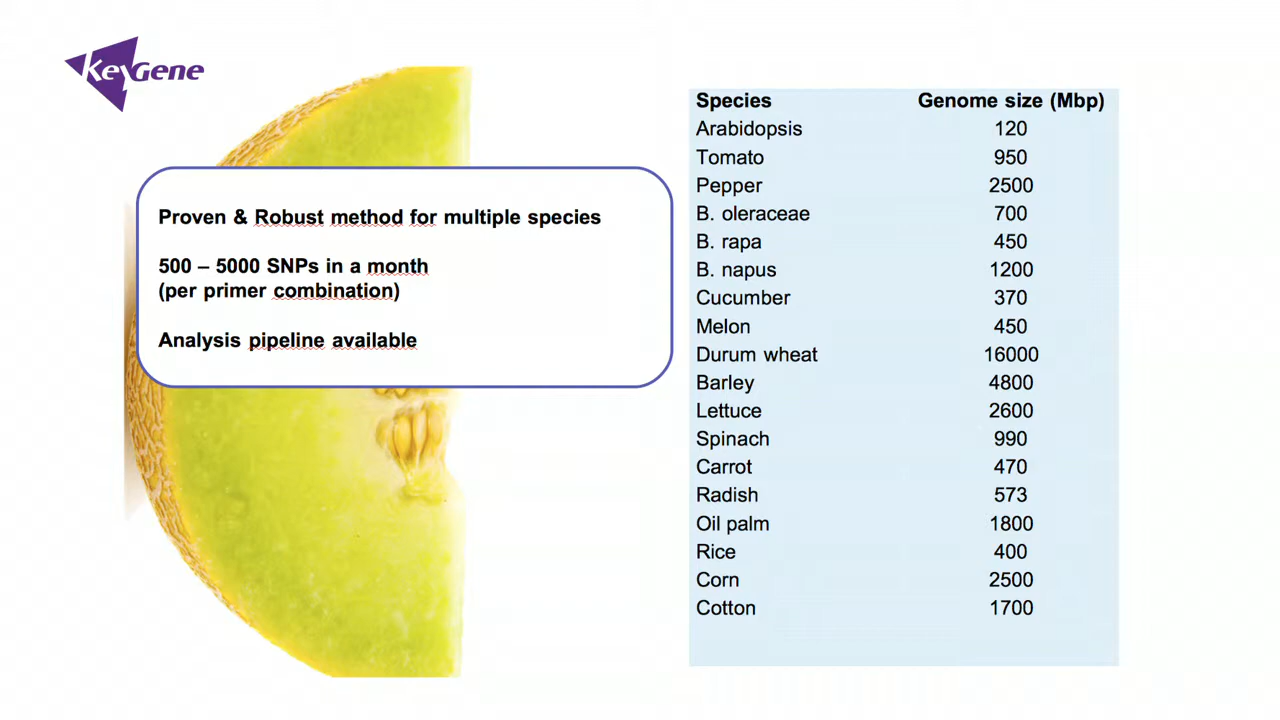 KeyGene
Proven & Robust method for multiple species
500 – 5000 SNPs in a month
(per primer combination)
Analysis pipeline available
Species Genome size (Mbp)
Arabidopsis 120
Tomato 950
Pepper 2500
B. oleraceae 700
B. rapa 450
B. napus 1200
Cucumber 370
Melon 450
Durum wheat 16000
Barley 4800
Lettuce 2600
Spinach 990
Carrot 470
Radish 573
Oil palm 1800
Rice 400
Corn 2500
Cotton 1700